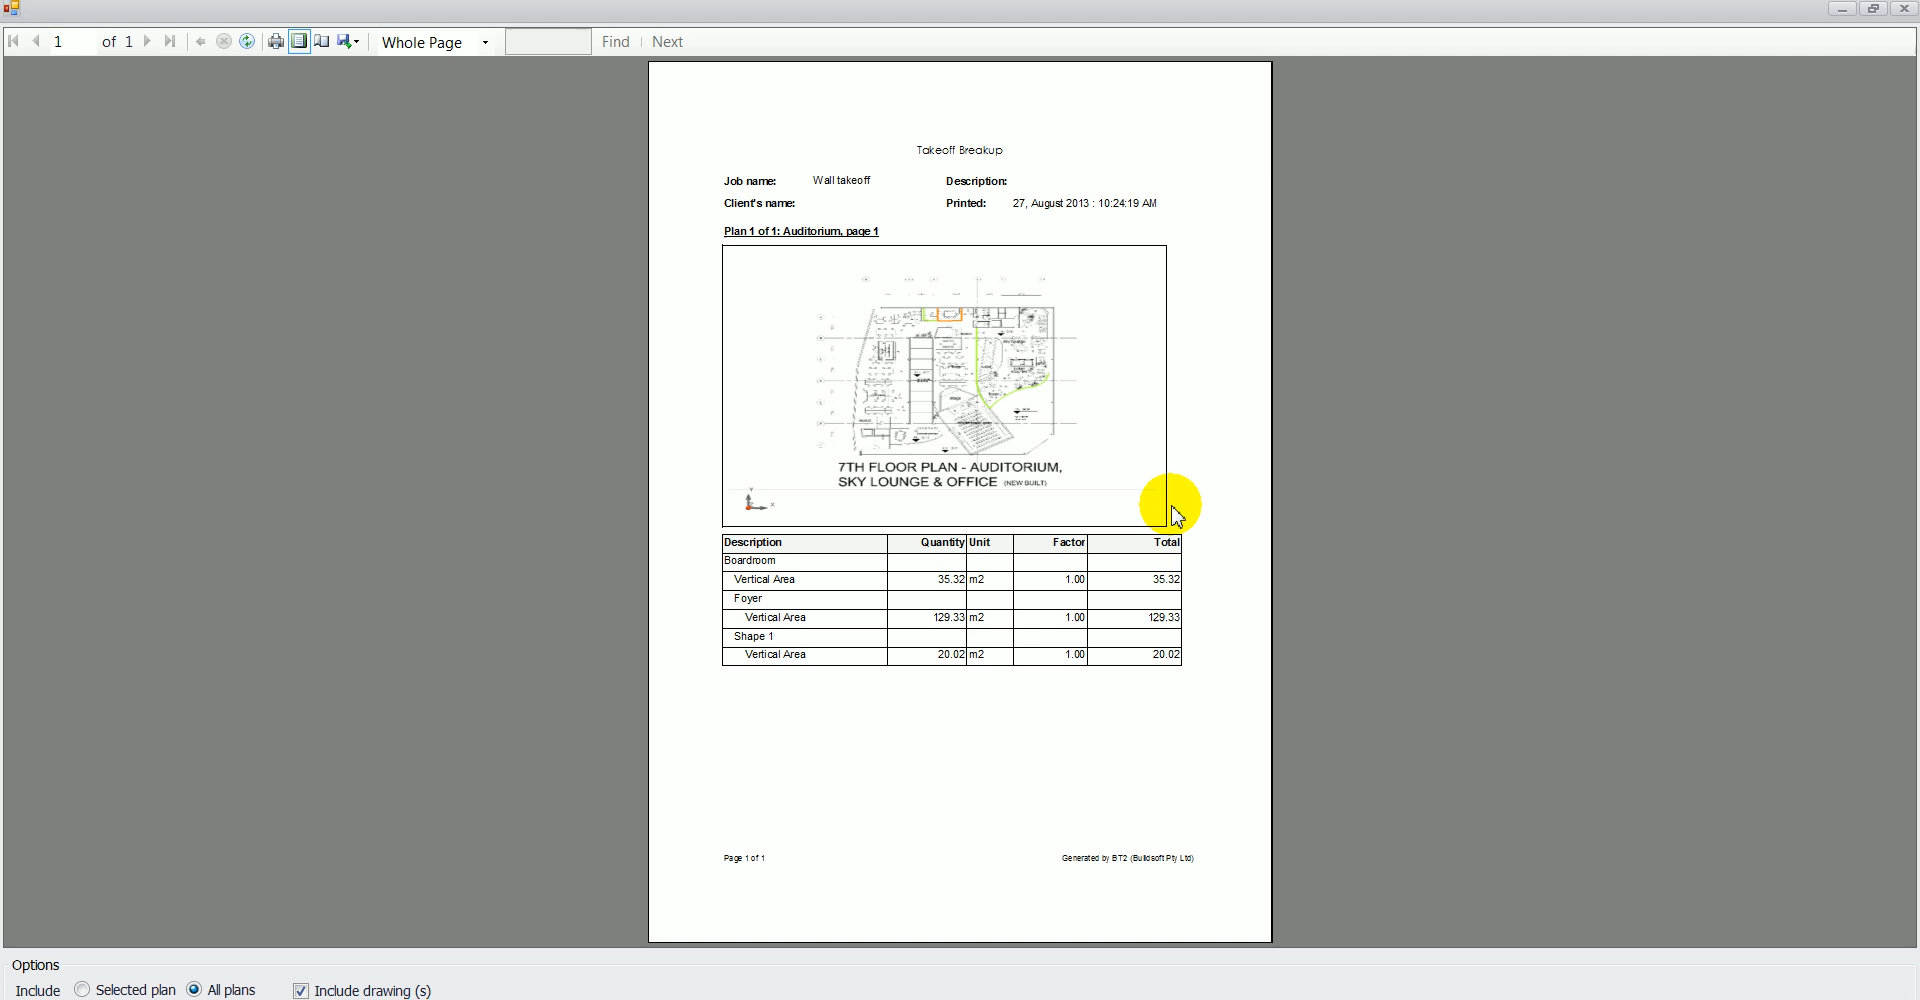 1 of 1 Whole Page Find Next
Takeoff Breakup
Job name: Wall takeoff Description:
Client's name: Printed: 27, August 2013 : 10:24:19 AM
Plan 1 of 1: Auditorium, page 1
7TH FLOOR PLAN - AUDITORIUM,
SKY LOUNGE & OFFICE (NEW BUILT)
Y
X
Description Quantity Unit Factor Total
Boardroom
Vertical Area 35.32 m2 1.00 35.32
Foyer
Vertical Area 129.33 m2 1.00 129.33
Shape 1
Vertical Area 20.02 m2 1.00 20.02
Page 1 of 1 Generated by BT2 (Buildsoft Pty Ltd)
Options
Include Selected plan All plans Include drawing (s)